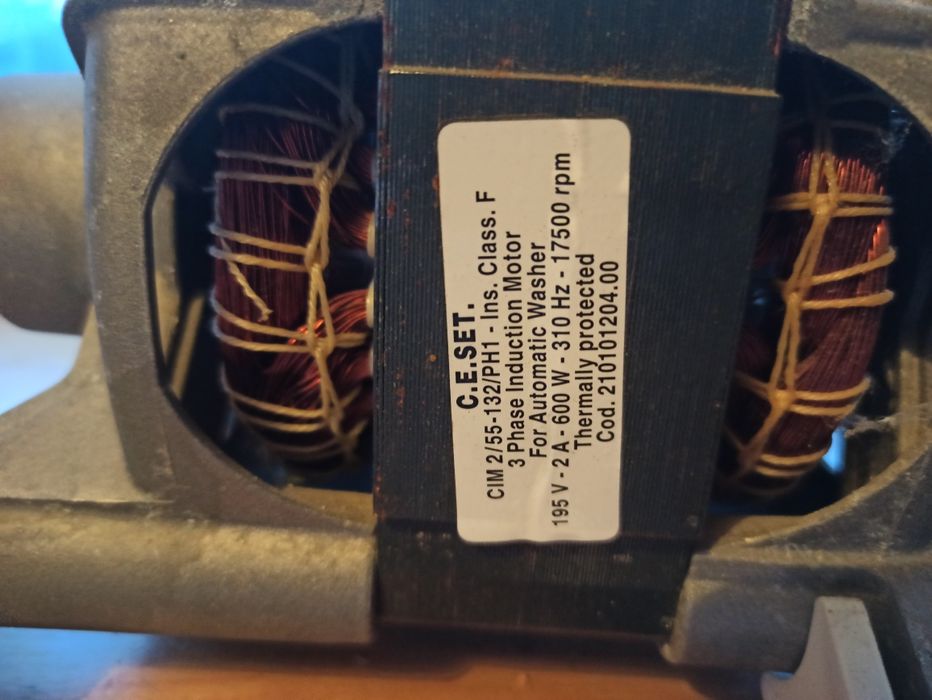 C.E.SET.
CIM 2/55-132/PH1 - Ins. Class. F
3 Phase Induction Motor
For Automatic Washer
195 V - 2 A - 600 W - 310 Hz - 17500 rpm
Thermally protected
Cod. 210101204.00